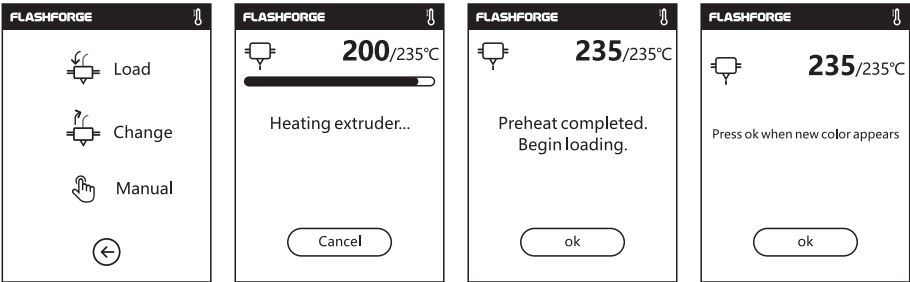 FLASHFORGE
Load
Change
Manual
FLASHFORGE
200/235℃
Heating extruder...
Cancel
FLASHFORGE
235/235℃
Preheat completed.
Begin loading.
ok
FLASHFORGE
235/235℃
Press ok when new color appears
ok